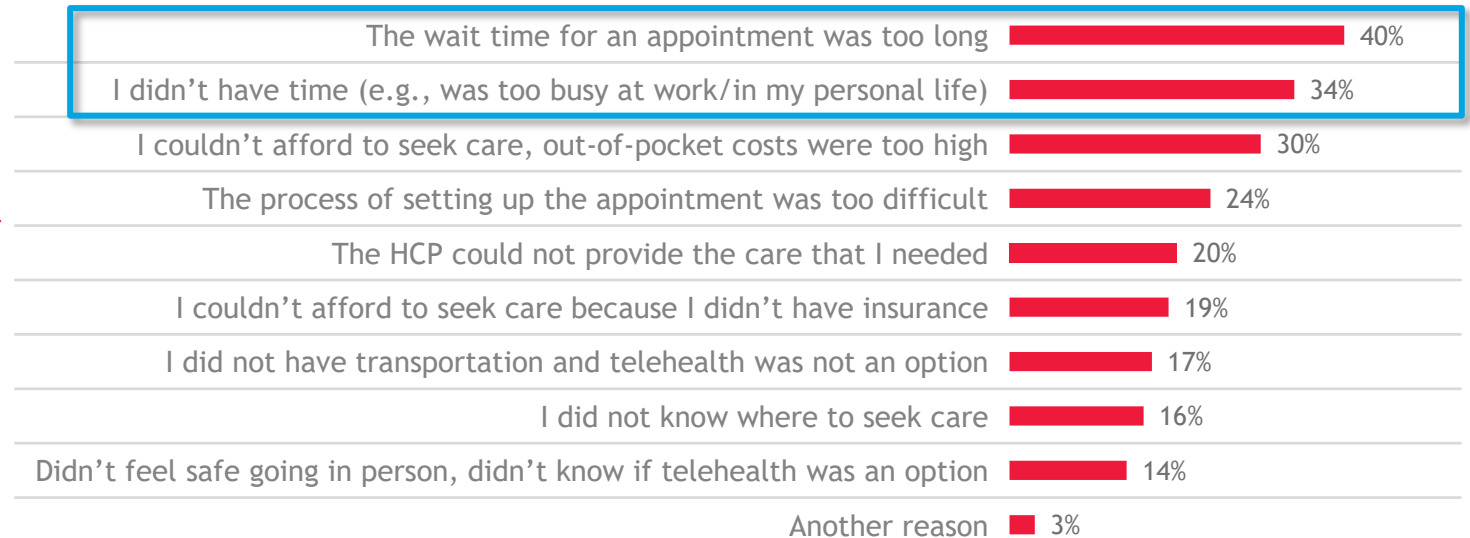 The wait time for an appointment was too long 40%
I didn’t have time (e.g., was too busy at work/in my personal life) 34%
I couldn’t afford to seek care, out-of-pocket costs were too high 30%
The process of setting up the appointment was too difficult 24%
The HCP could not provide the care that I needed 20%
I couldn’t afford to seek care because I didn’t have insurance 19%
I did not have transportation and telehealth was not an option 17%
I did not know where to seek care 16%
Didn’t feel safe going in person, didn’t know if telehealth was an option 14%
Another reason 3%